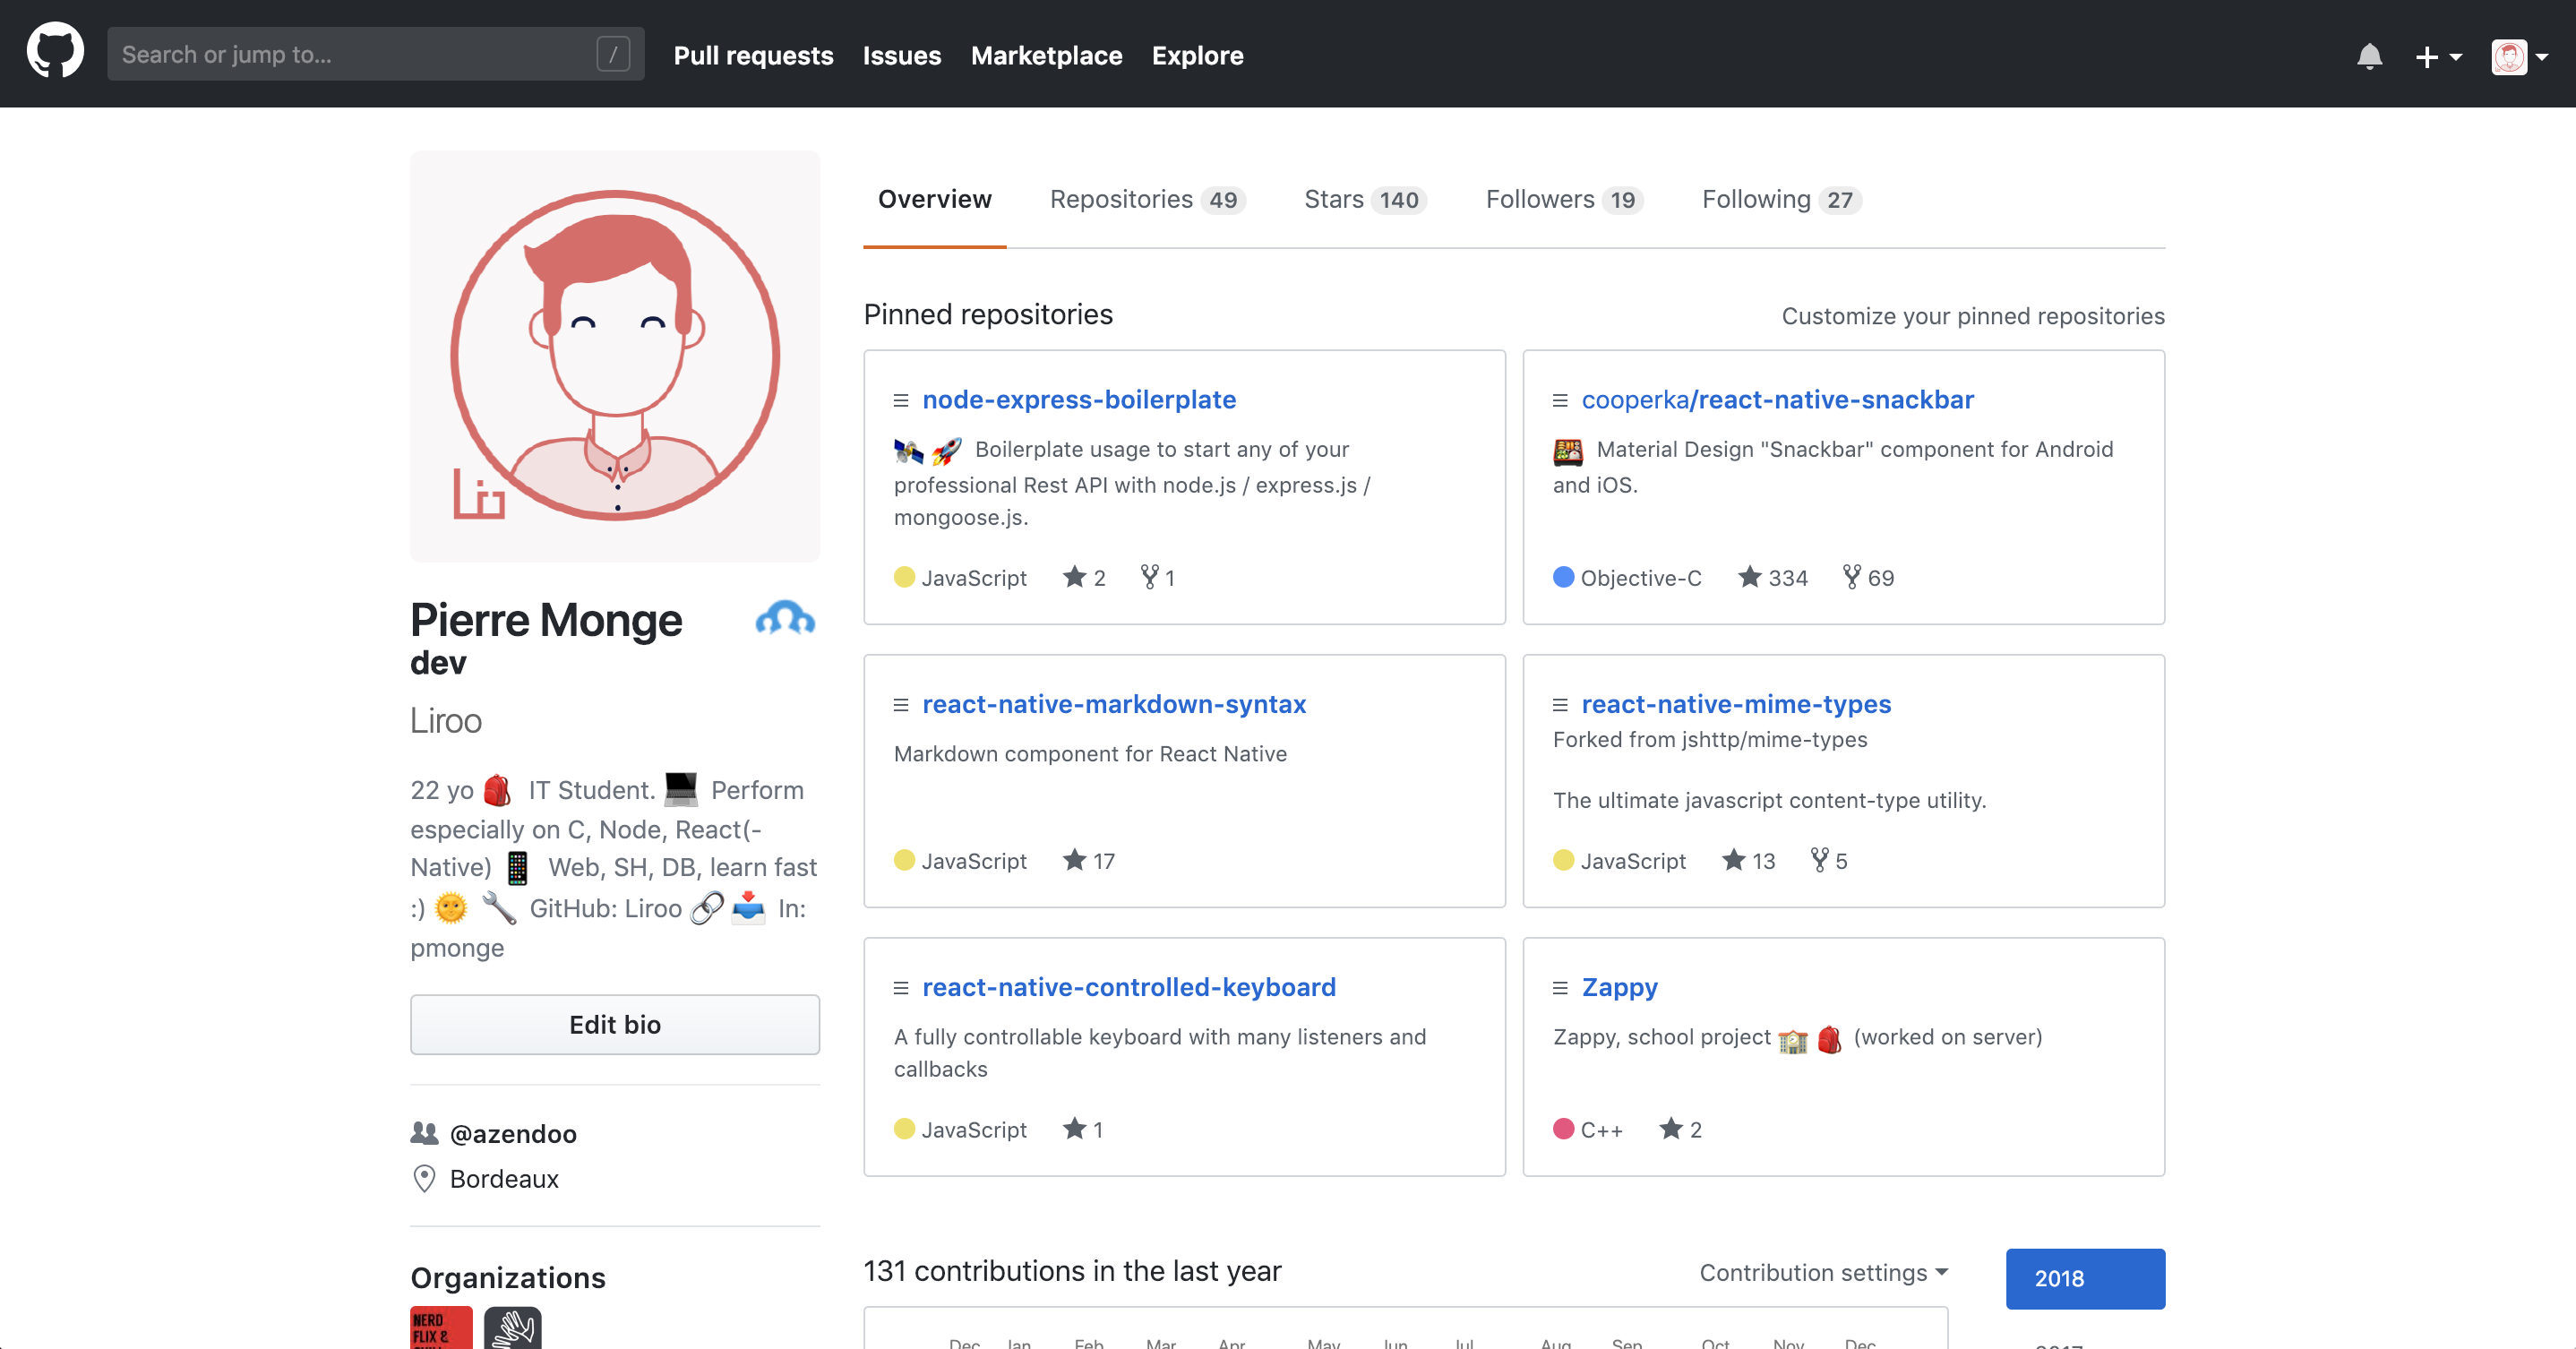 Search or jump to... /
Pull requests
Issues
Marketplace
Explore
Overview
Repositories 49
Stars 140
Followers 19
Following 27
Lioo
Pierre Monge
dev
Liroo
22 yo IT Student. Perform
especially on C, Node, React(-
Native) Web, SH, DB, learn fast
:) GitHub: Liroo In:
pmonge
Edit bio
@azendoo
Bordeaux
Organizations
NERD
FLIX &
Pinned repositories
Customize your pinned repositories
node-express-boilerplate
Boilerplate usage to start any of your
professional Rest API with node.js / express.js /
mongoose.js.
JavaScript 2 1
cooperka/react-native-snackbar
Material Design "Snackbar" component for Android
and iOS.
Objective-C 334 69
react-native-markdown-syntax
Markdown component for React Native
JavaScript 17
react-native-mime-types
Forked from jshttp/mime-types
The ultimate javascript content-type utility.
JavaScript 13 5
react-native-controlled-keyboard
A fully controllable keyboard with many listeners and
callbacks
JavaScript 1
Zappy
Zappy, school project (worked on server)
C++ 2
131 contributions in the last year
Contribution settings
2018
Dec Jan Feb Mar Apr May Jun Jul Aug Sep Oct Nov Dec
2017